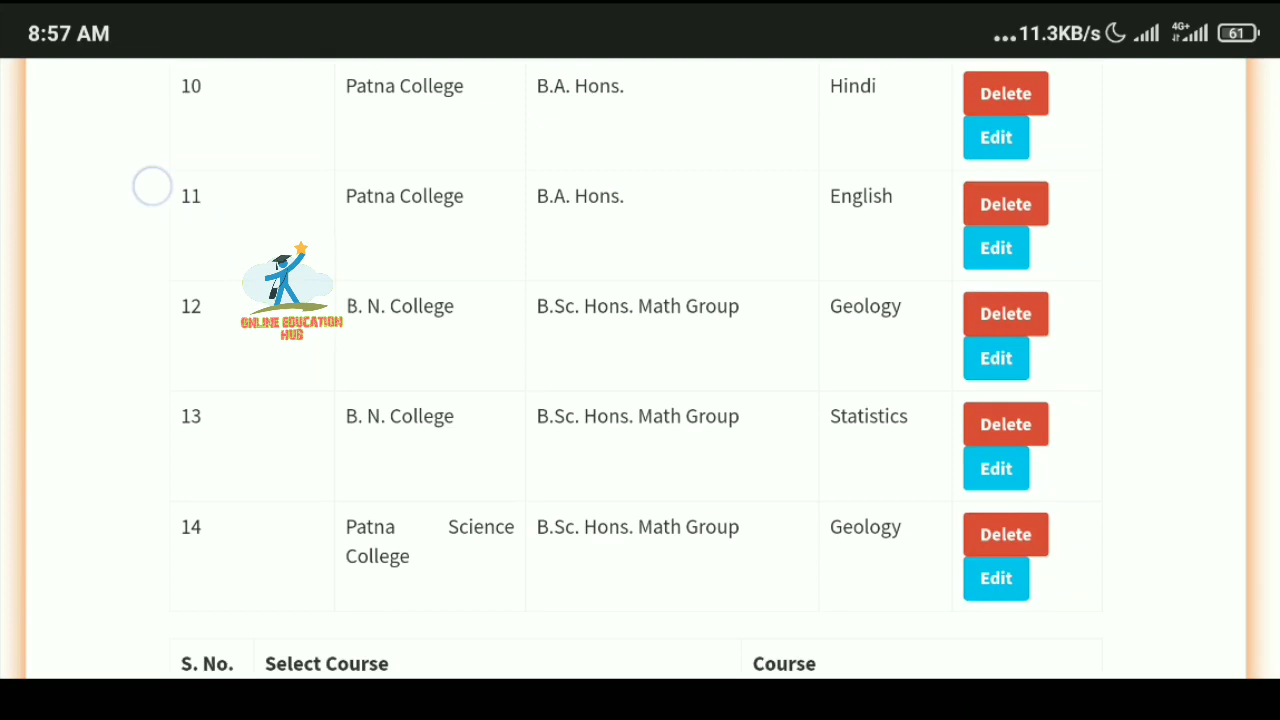 8:57 AM ...11.3KB/s 4G+ 61
10 Patna College B.A. Hons. Hindi Delete
Edit
11 Patna College B.A. Hons. English Delete
Edit
12 B. N. College B.Sc. Hons. Math Group Geology Delete
ONLINE EDUCATION
HUB
Edit
13 B. N. College B.Sc. Hons. Math Group Statistics Delete
Edit
14 Patna Science B.Sc. Hons. Math Group Geology Delete
College
Edit
S. No. Select Course Course